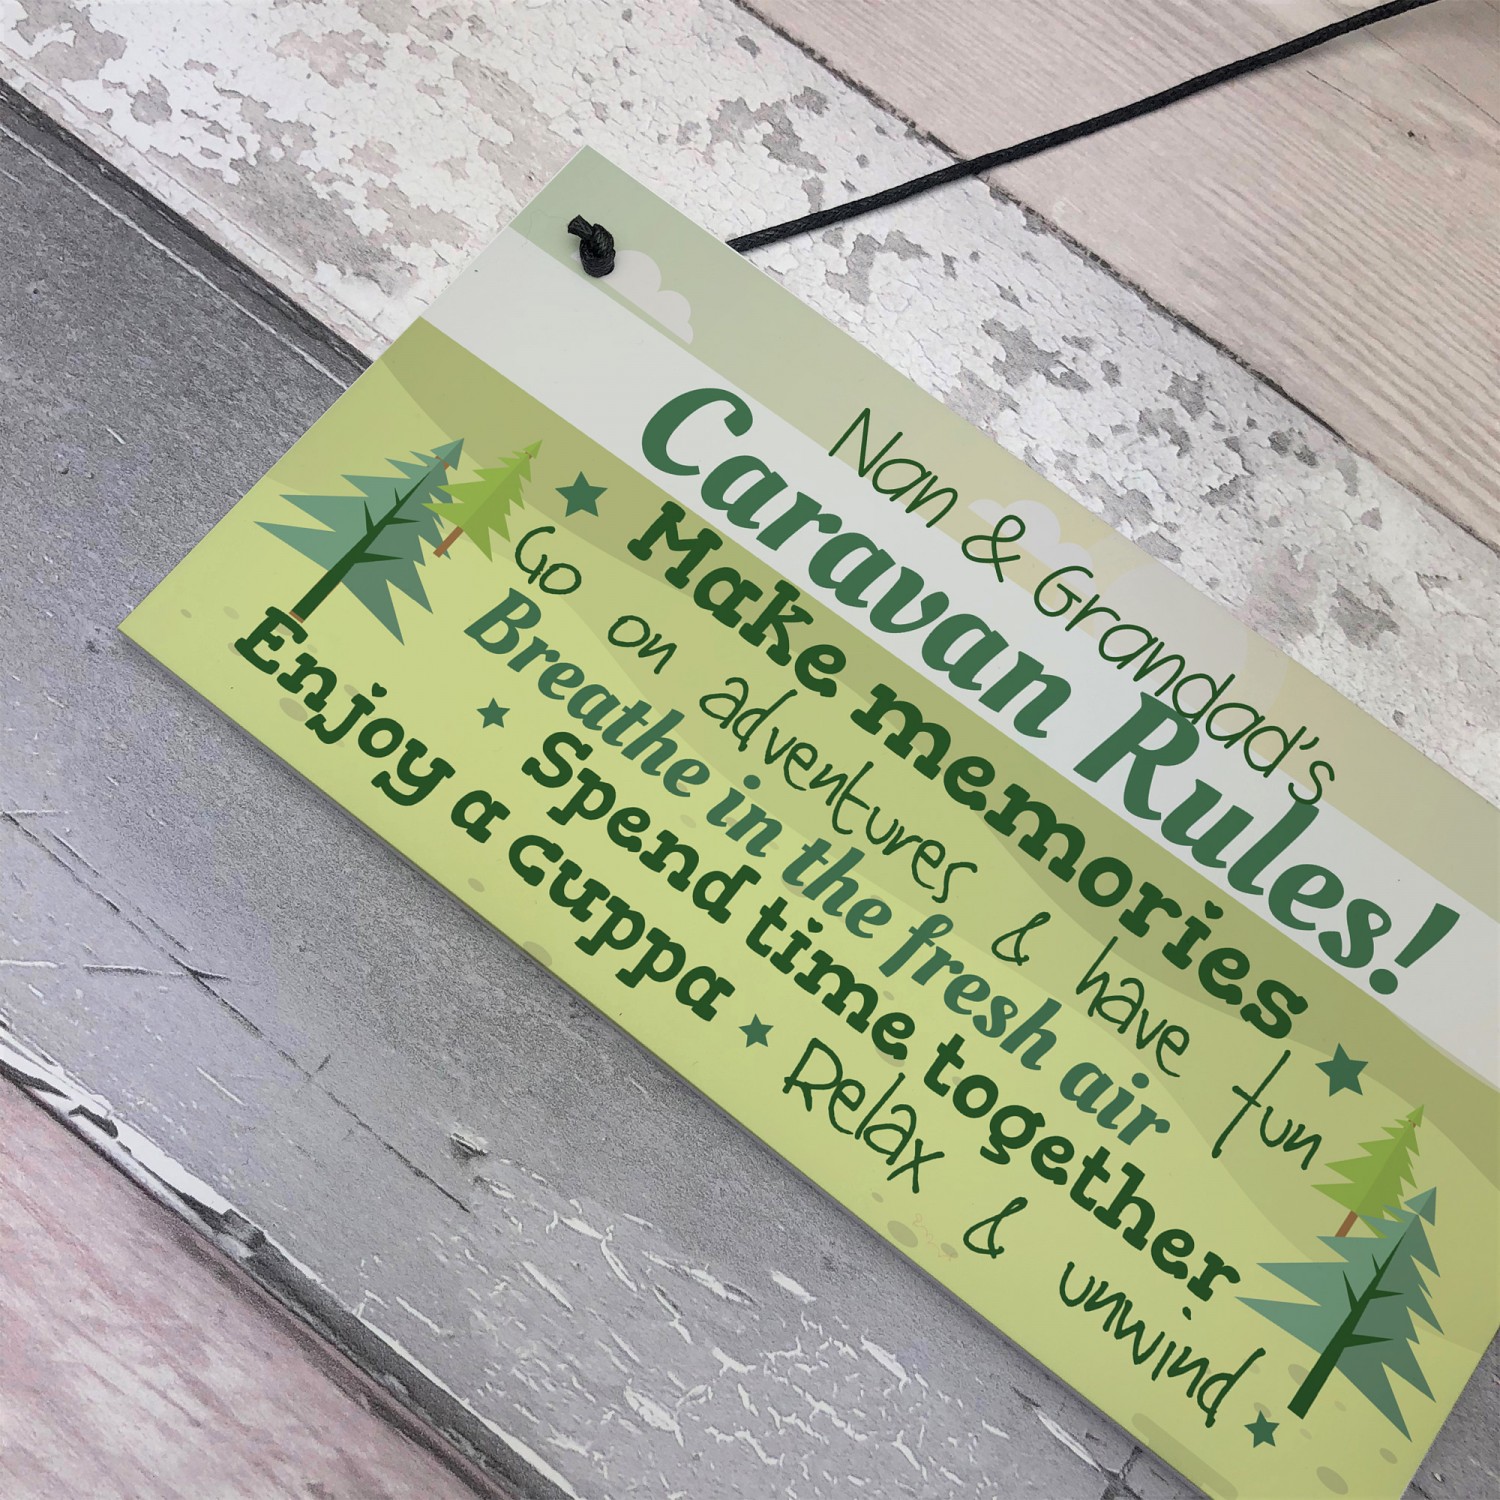 Nan & Grandad's
Caravan Rules!
Make memories
Go on adventures & have fun
Breathe in the fresh air
Spend time together
Enjoy a cuppa
Relax & unwind